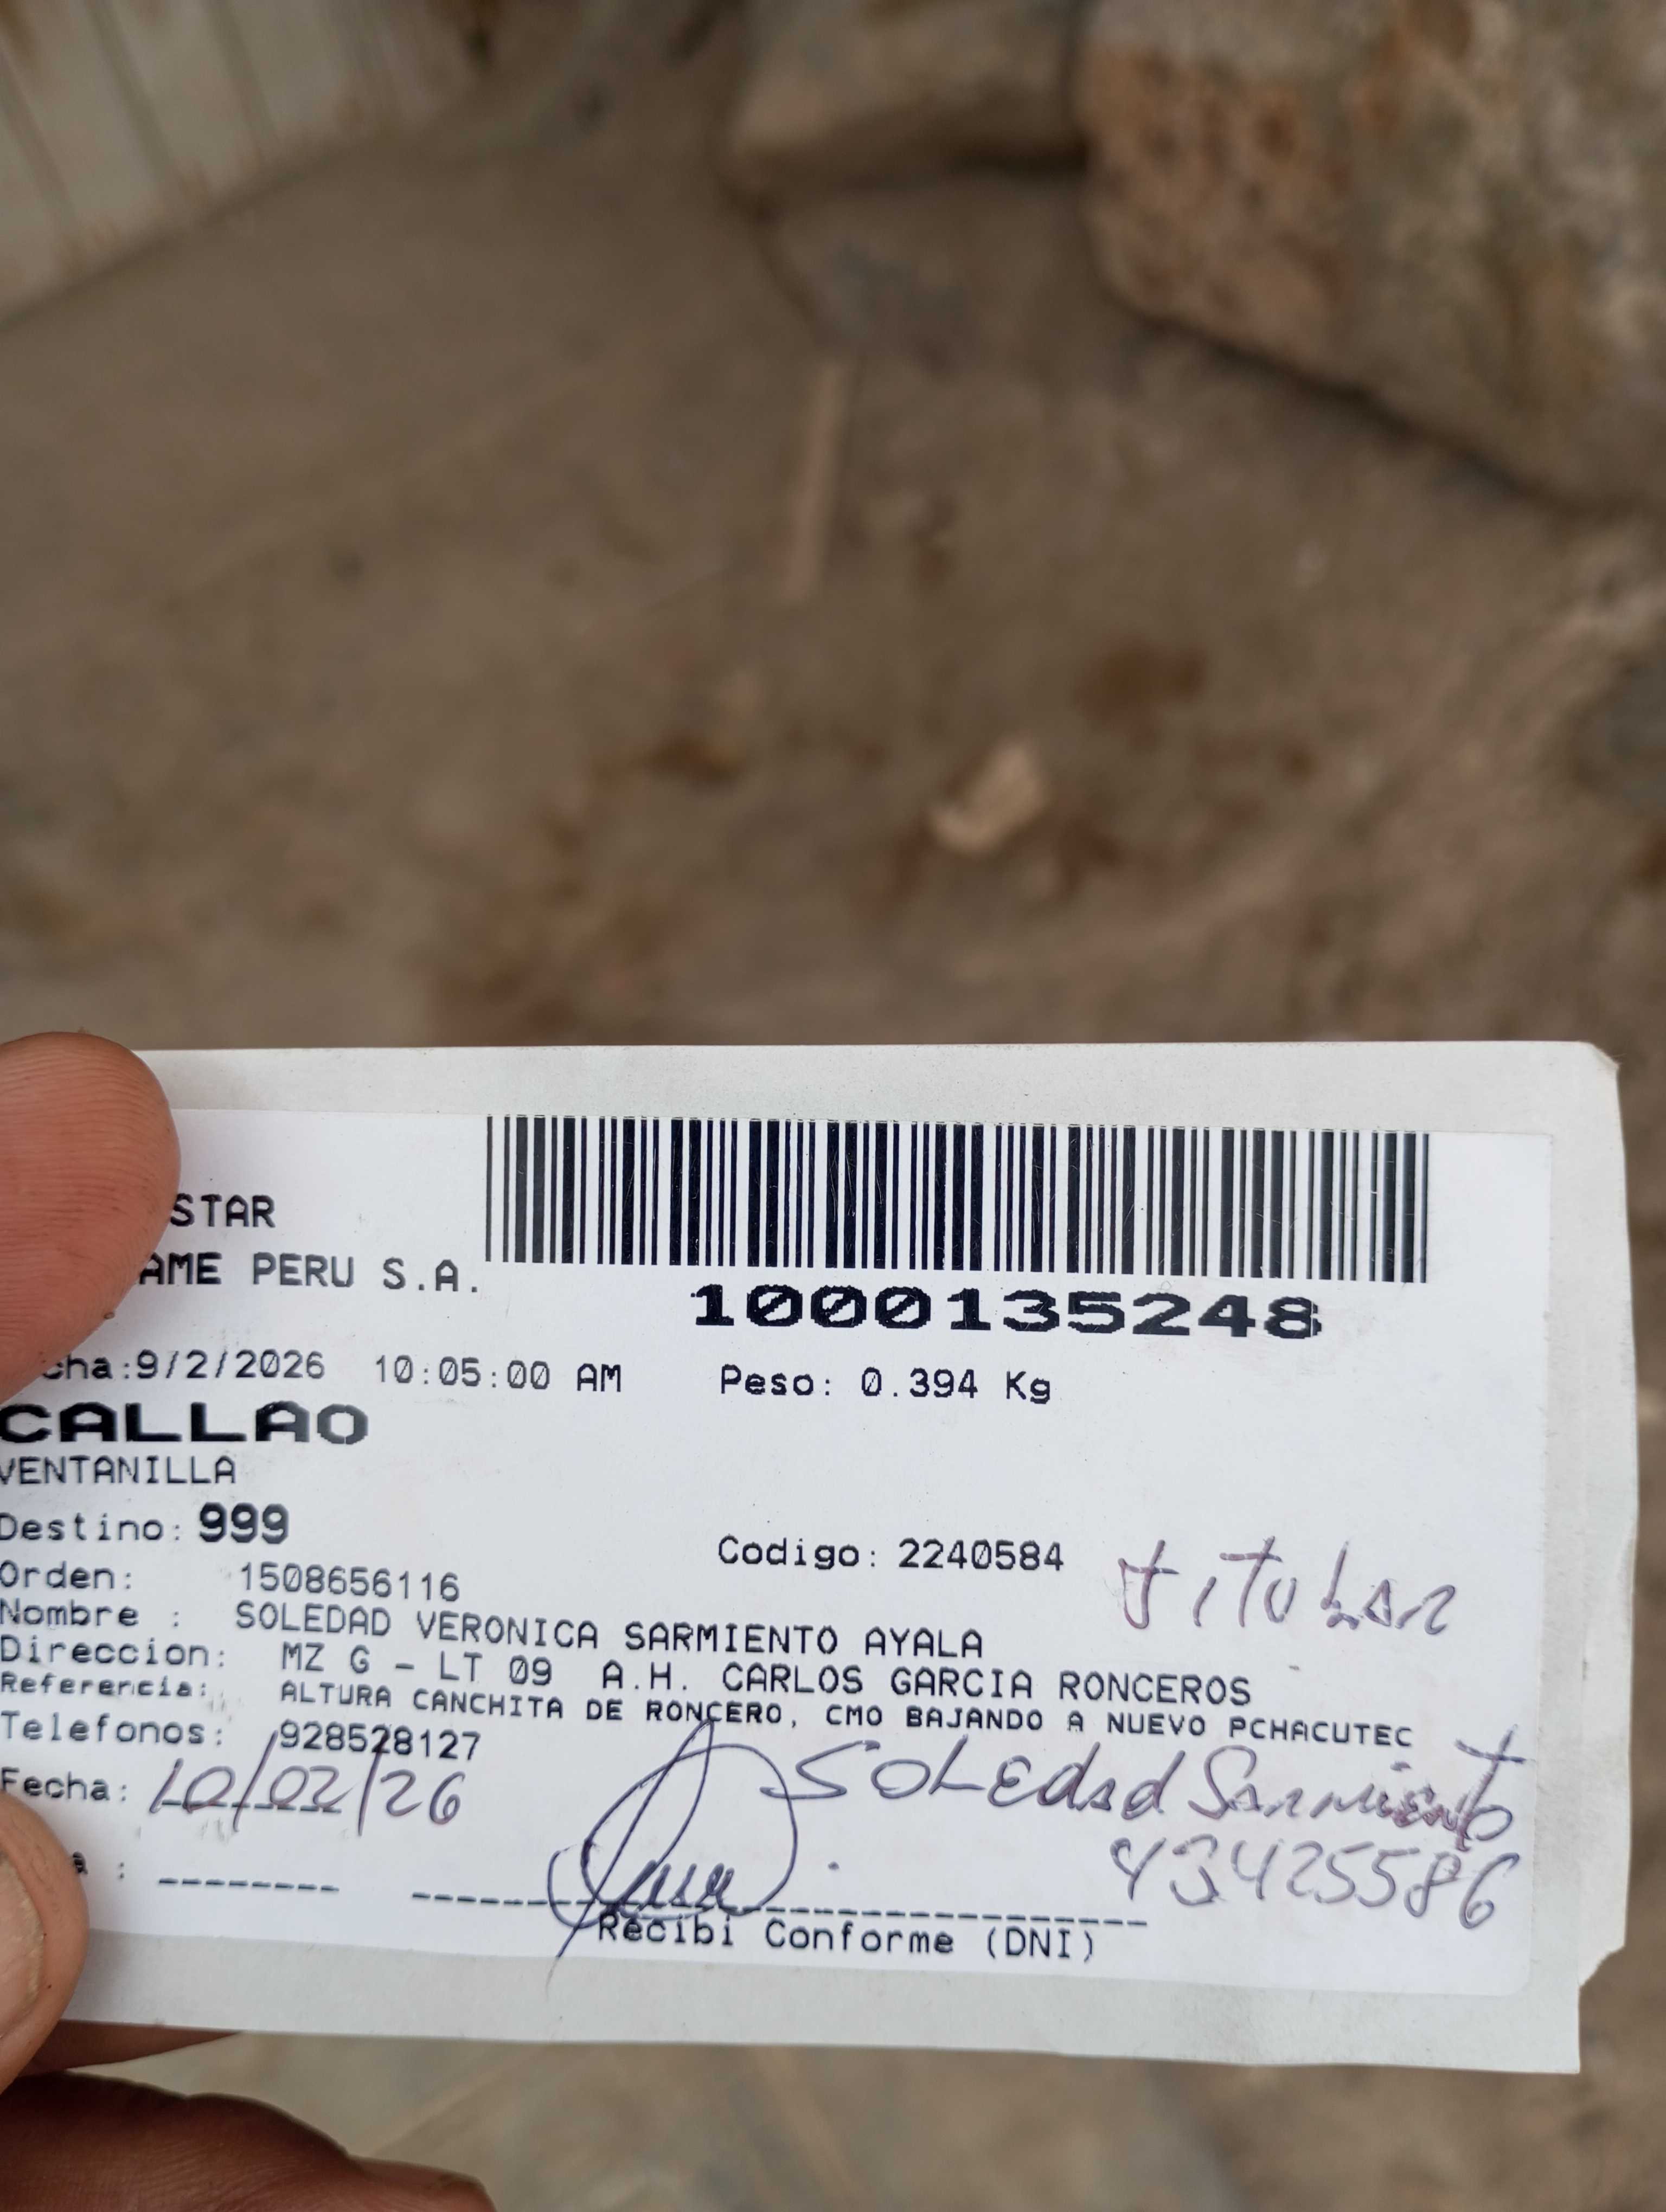 STAR
AME PERU S.A.
1000135248
cha:9/2/2026 10:05:00 AM Peso: 0.394 Kg
CALLAO
VENTANILLA
Destino: 999
Codigo: 2240584 titular
Orden: 1508656116
Nombre : SOLEDAD VERONICA SARMIENTO AYALA
Direccion: MZ G - LT 09 A.H. CARLOS GARCIA RONCEROS
Referencia: ALTURA CANCHITA DE RONCERO, CMO BAJANDO A NUEVO PCHACUTEC
Telefonos: 928528127
Soledad Sarmiento
Fecha: 10/02/26
43425586
a :
Recibi Conforme (DNI)